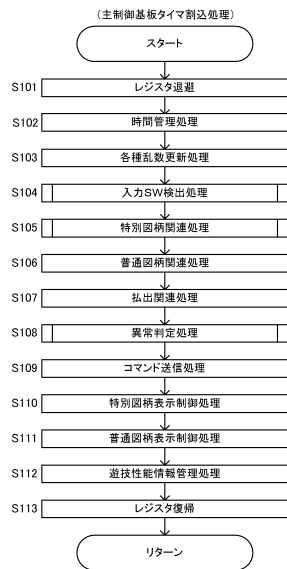 （主制御基板タイマ割込処理）
スタート
S101 レジスタ退避
S102 時間管理処理
S103 各種乱数更新処理
S104 入力SW検出処理
S105 特別図柄関連処理
S106 普通図柄関連処理
S107 払出関連処理
S108 異常判定処理
S109 コマンド送信処理
S110 特別図柄表示制御処理
S111 普通図柄表示制御処理
S112 遊技性能情報管理処理
S113 レジスタ復帰
リターン